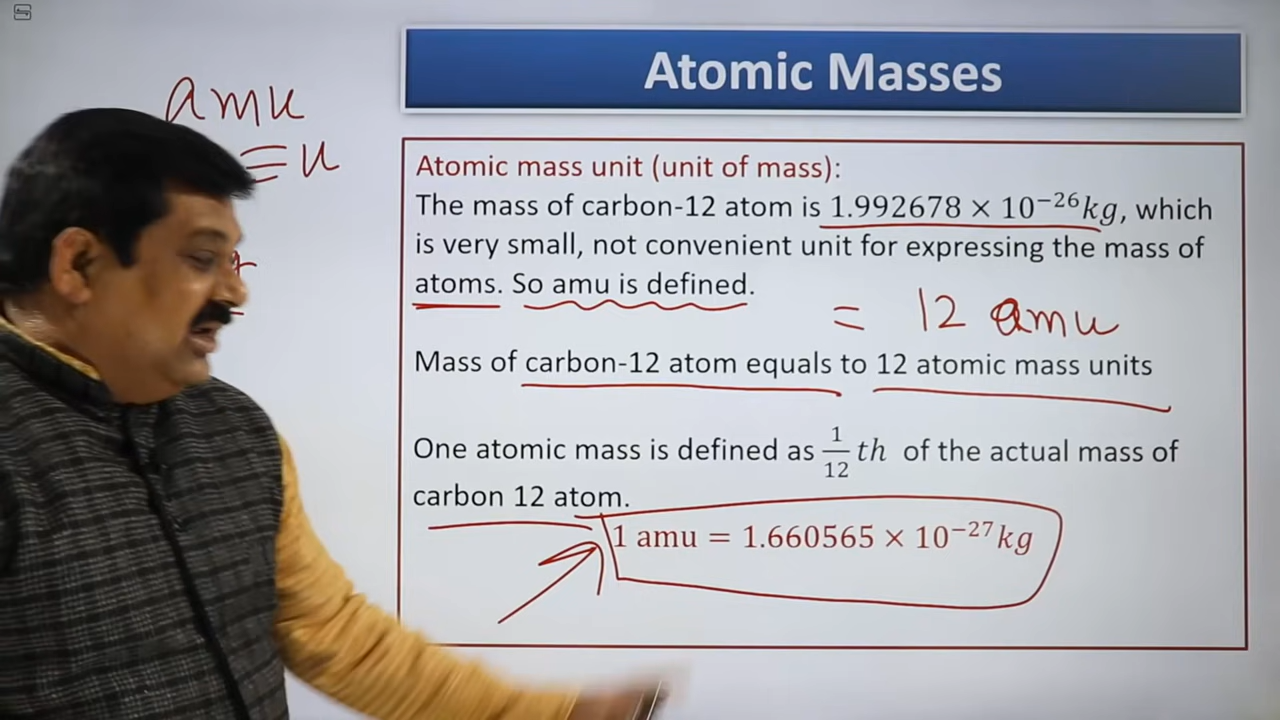 Atomic Masses
amu
≡ u
Atomic mass unit (unit of mass):
The mass of carbon-12 atom is 1.992678 × 10⁻²⁶kg, which
is very small, not convenient unit for expressing the mass of
atoms. So amu is defined.
= 12 amu
Mass of carbon-12 atom equals to 12 atomic mass units
One atomic mass is defined as 1/12 th of the actual mass of
carbon 12 atom.
1 amu = 1.660565 × 10⁻²⁷kg